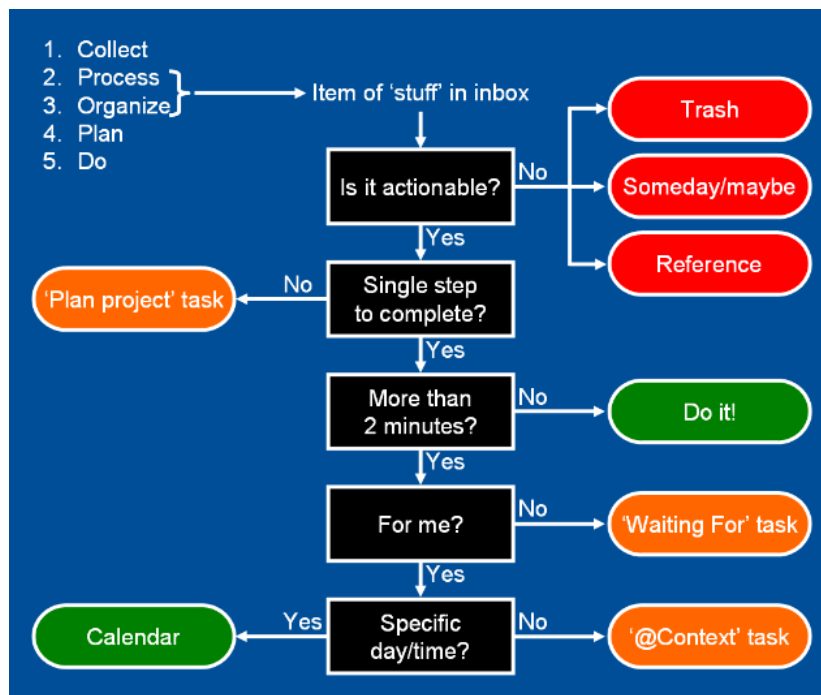 1. Collect
2. Process
3. Organize
4. Plan
5. Do
Item of ‘stuff’ in inbox
Trash
Is it actionable?
No
Someday/maybe
Reference
Yes
‘Plan project’ task
No
Single step
to complete?
Yes
More than
2 minutes?
No
Do it!
Yes
For me?
No
‘Waiting For’ task
Yes
Calendar
Yes
Specific
day/time?
No
‘@Context’ task